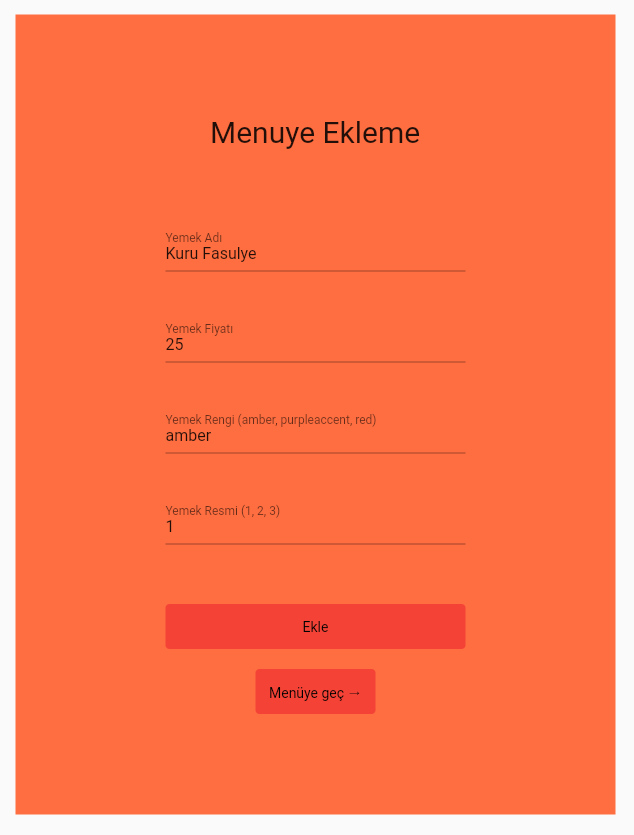 Menuye Ekleme
Yemek Adı
Kuru Fasulye
Yemek Fiyatı
25
Yemek Rengi (amber, purpleaccent, red)
amber
Yemek Resmi (1, 2, 3)
1
Ekle
Menüye geç →